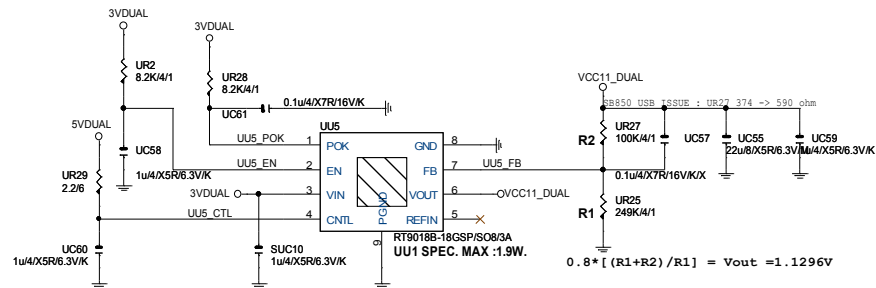 3VDUAL
3VDUAL
UR2
8.2K/4/1
UR28
8.2K/4/1
VCC11_DUAL
SB850 USB ISSUE : UR27 374 -> 590 ohm
0.1u/4/X7R/16V/K
UC61
5VDUAL
UU5
UU5_POK
1
POK
GND
8
R2
UR27
100K/4/1
UC57
UC55
22u/8/X5R/6.3V/M
UC59
1u/4/X5R/6.3V/K
UC58
1u/4/X5R/6.3V/K
UU5_EN
2
EN
FB
7
UU5_FB
0.1u/4/X7R/16V/K/X
UR29
2.2/6
3VDUAL
3
VIN
VOUT
6
VCC11_DUAL
UU5_CTL
4
CNTL
PGND
REFIN
5
R1
UR25
249K/4/1
9
RT9018B-18GSP/SO8/3A
UU1 SPEC. MAX :1.9W.
UC60
1u/4/X5R/6.3V/K
SUC10
1u/4/X5R/6.3V/K
0.8*[(R1+R2)/R1] = Vout =1.1296V